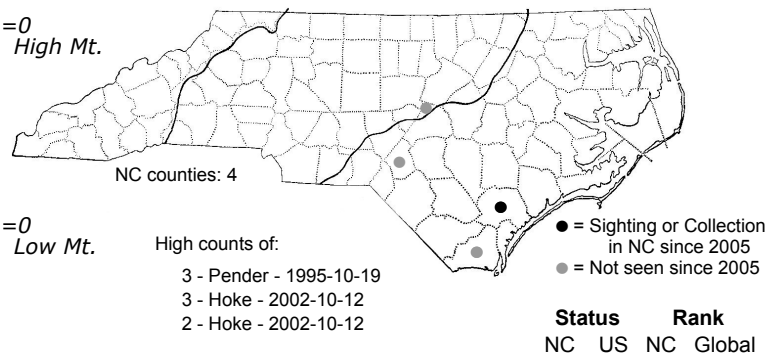 =0
High Mt.
NC counties: 4
=0
Low Mt.
High counts of:
3 - Pender - 1995-10-19
3 - Hoke - 2002-10-12
2 - Hoke - 2002-10-12
= Sighting or Collection
in NC since 2005
= Not seen since 2005
Status Rank
NC US NC Global